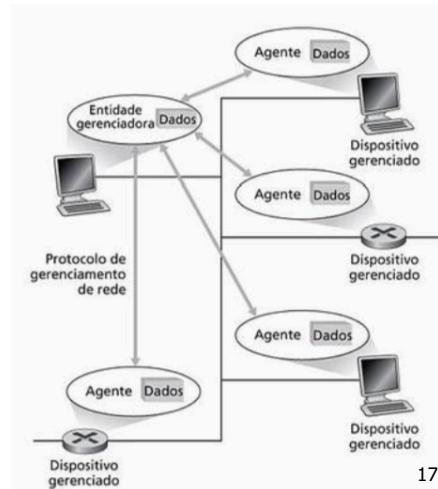 Agente Dados
Entidade
gerenciadora Dados
Dispositivo
gerenciado
Agente Dados
Protocolo de
gerenciamento
de rede
Dispositivo
gerenciado
Agente Dados
Agente Dados
Dispositivo
gerenciado
Dispositivo
gerenciado
17